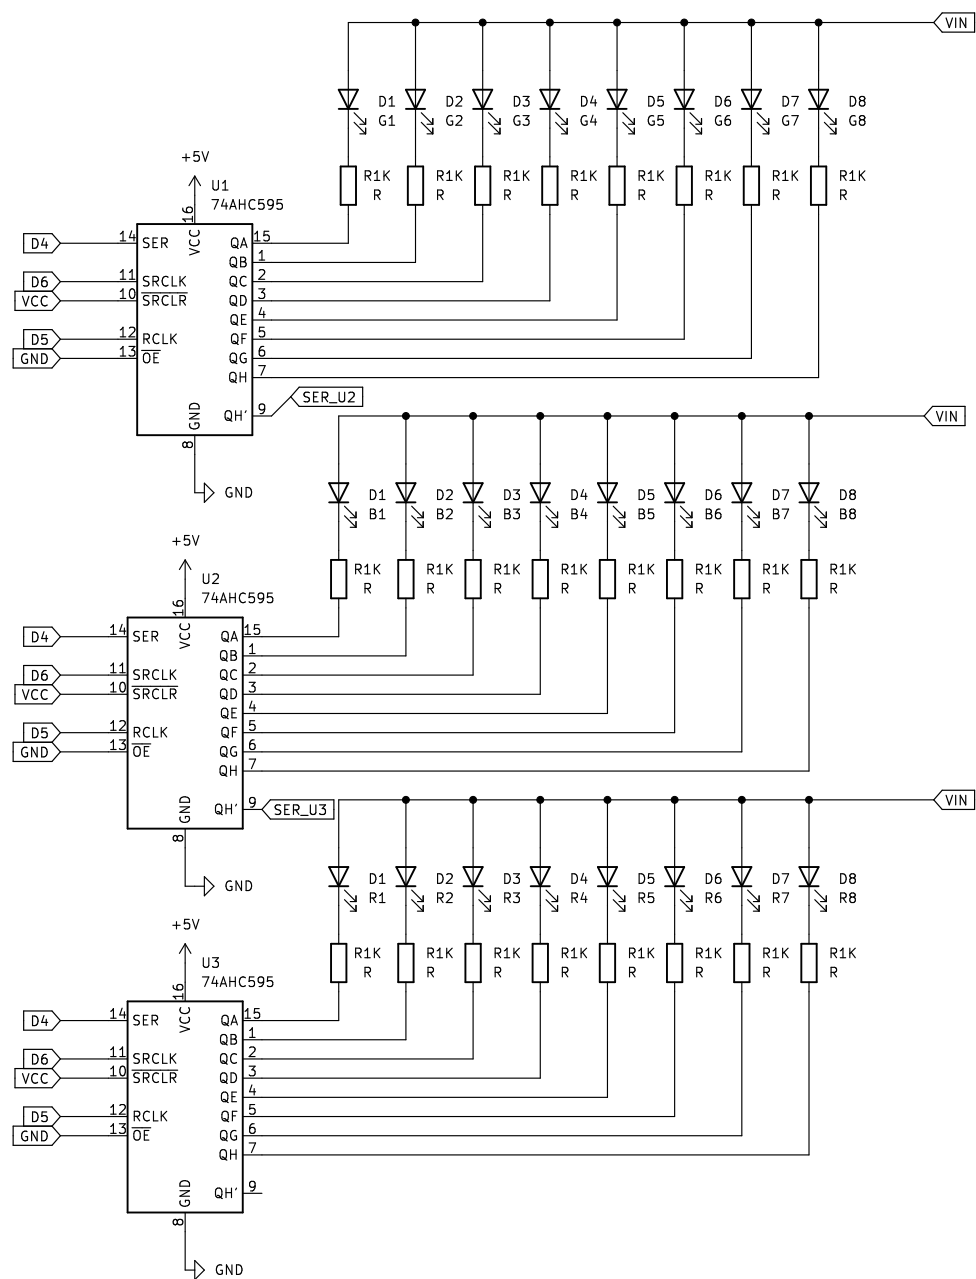 VIN
D1 D2 D3 D4 D5 D6 D7 D8
G1 G2 G3 G4 G5 G6 G7 G8
+5V
R1K R1K R1K R1K R1K R1K R1K R1K
R R R R R R R R
U1
74AHC595
16
VCC
D4 14 SER QA 15
QB 1
D6 11 SRCLK QC 2
VCC 10 SRCLR QD 3
QE 4
D5 12 RCLK QF 5
GND 13 OE QG 6
QH 7
SER_U2
GND QH' 9
VIN
8
GND
D1 D2 D3 D4 D5 D6 D7 D8
B1 B2 B3 B4 B5 B6 B7 B8
+5V
R1K R1K R1K R1K R1K R1K R1K R1K
R R R R R R R R
U2
74AHC595
16
VCC
D4 14 SER QA 15
QB 1
D6 11 SRCLK QC 2
VCC 10 SRCLR QD 3
QE 4
D5 12 RCLK QF 5
GND 13 OE QG 6
QH 7
VIN
GND QH' 9 SER_U3
8
GND
D1 D2 D3 D4 D5 D6 D7 D8
R1 R2 R3 R4 R5 R6 R7 R8
+5V
R1K R1K R1K R1K R1K R1K R1K R1K
R R R R R R R R
U3
74AHC595
16
VCC
D4 14 SER QA 15
QB 1
D6 11 SRCLK QC 2
VCC 10 SRCLR QD 3
QE 4
D5 12 RCLK QF 5
GND 13 OE QG 6
QH 7
GND QH' 9
8
GND